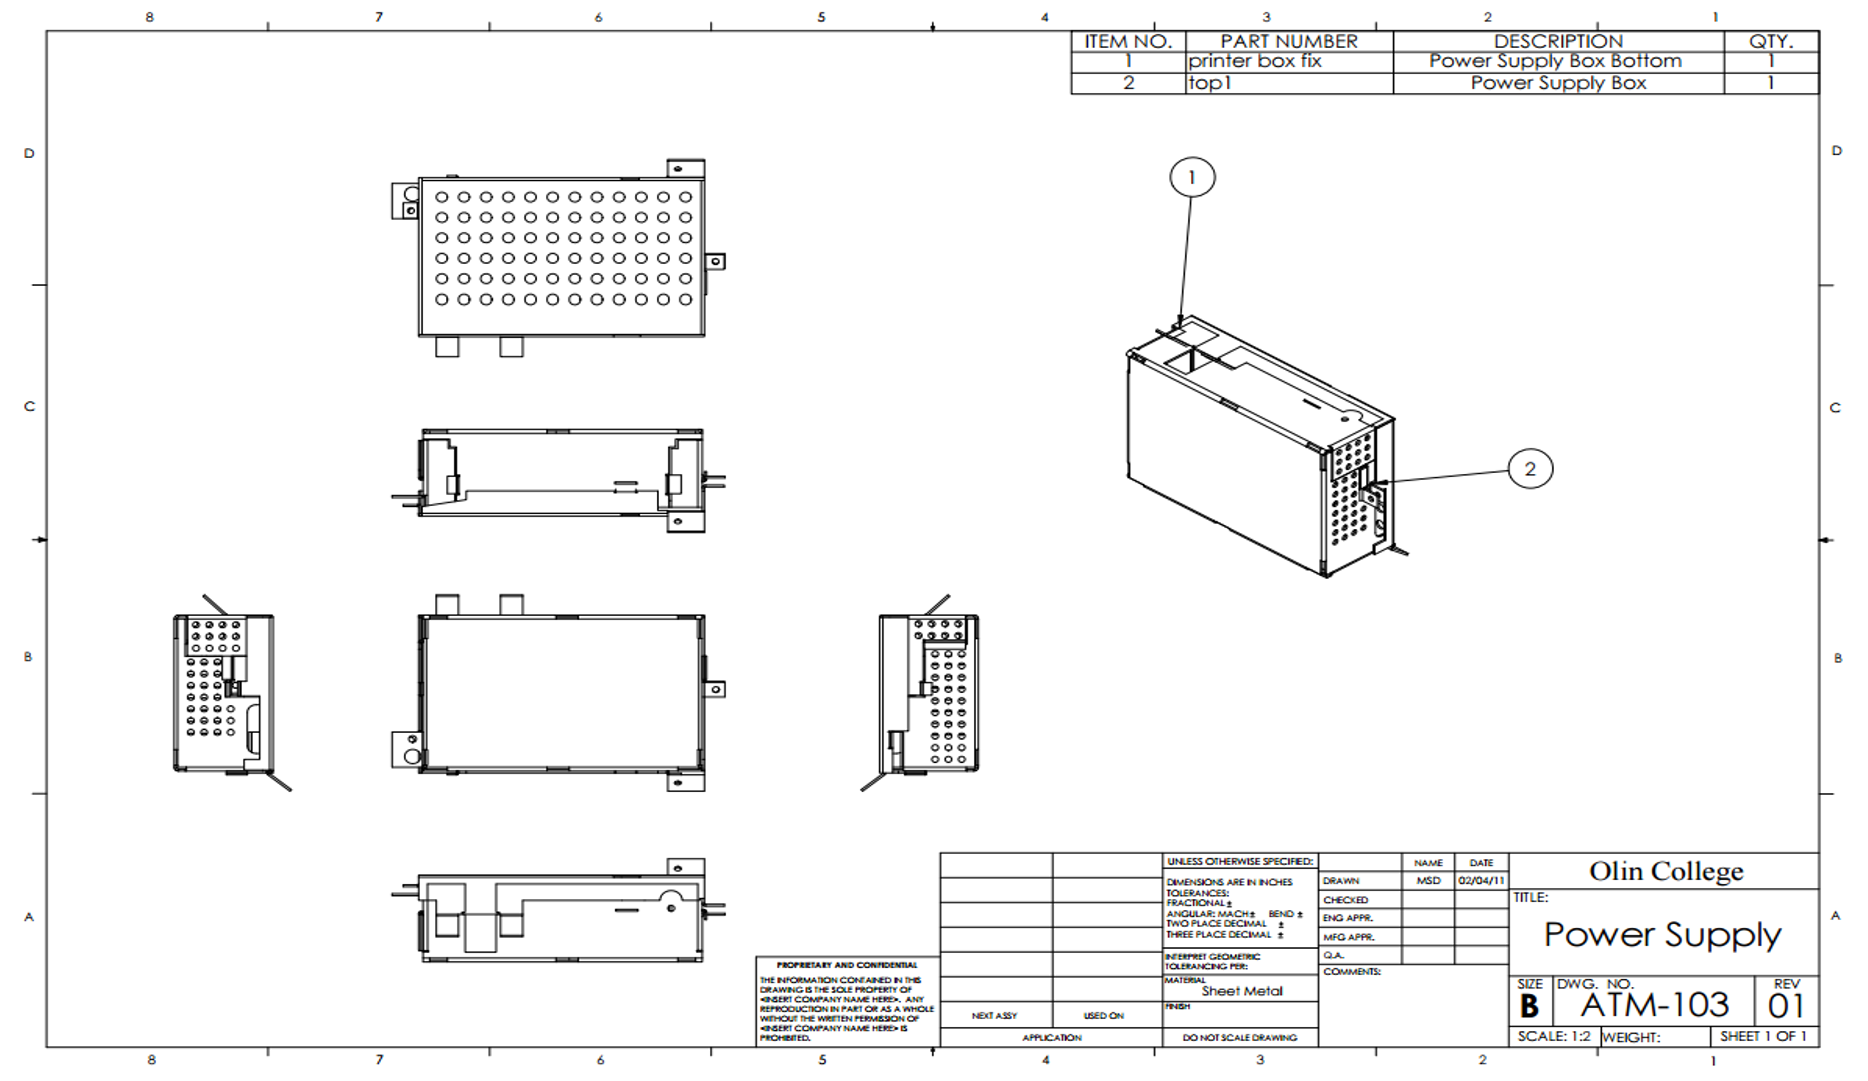 8 7 6 5 4 3 2 1
ITEM NO. PART NUMBER DESCRIPTION QTY.
1 printer box fix Power Supply Box Bottom 1
2 top1 Power Supply Box 1
D D
1
C C
2
B B
A A
UNLESS OTHERWISE SPECIFIED:
DIMENSIONS ARE IN INCHES
TOLERANCES:
FRACTIONAL ±
ANGULAR: MACH ± BEND ±
TWO PLACE DECIMAL ±
THREE PLACE DECIMAL ±
INTERPRET GEOMETRIC
TOLERANCING PER:
MATERIAL
Sheet Metal
FINISH
DO NOT SCALE DRAWING
NAME DATE
DRAWN MSD 02/04/11
CHECKED
ENG APPR.
MFG APPR.
Q.A.
COMMENTS:
Olin College
TITLE:
Power Supply
SIZE DWG. NO. REV
B ATM-103 01
SCALE: 1:2 WEIGHT: SHEET 1 OF 1
PROPRIETARY AND CONFIDENTIAL
THE INFORMATION CONTAINED IN THIS
DRAWING IS THE SOLE PROPERTY OF
<INSERT COMPANY NAME HERE>. ANY
REPRODUCTION IN PART OR AS A WHOLE
WITHOUT THE WRITTEN PERMISSION OF
<INSERT COMPANY NAME HERE> IS
PROHIBITED.
NEXT ASSY USED ON
APPLICATION
8 7 6 5 4 3 2 1